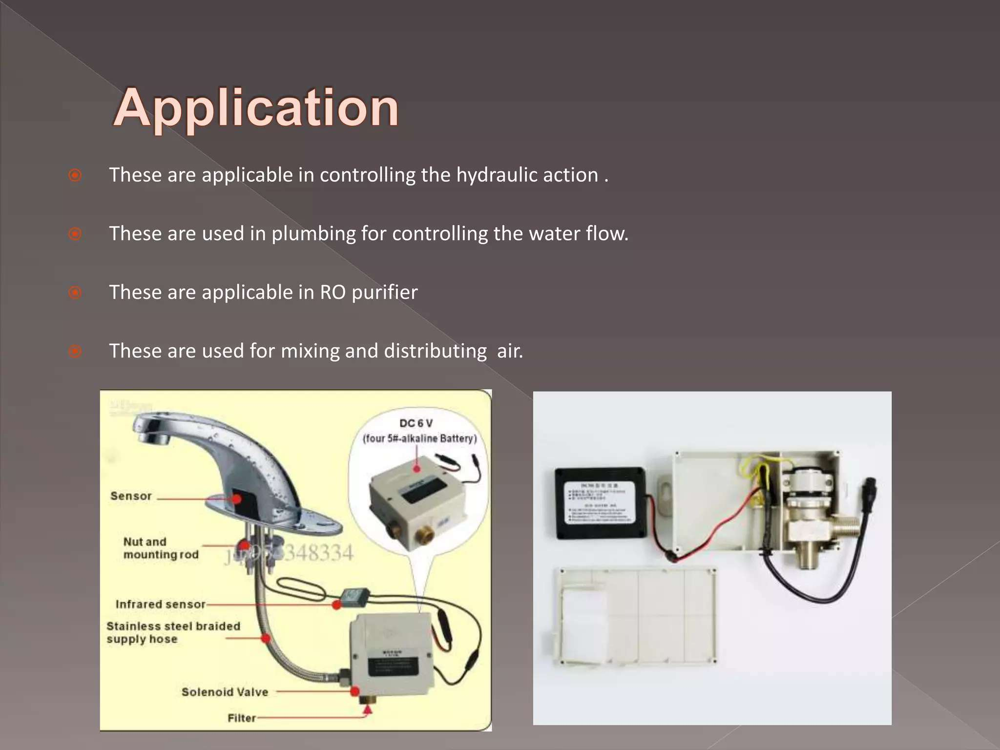 Application
These are applicable in controlling the hydraulic action .
These are used in plumbing for controlling the water flow.
These are applicable in RO purifier
These are used for mixing and distributing  air.
DC 6 V
(four 5#-alkaline Battery)
Sensor
Nut and
mounting rod
Infrared sensor
Stainless steel braided
supply hose
Solenoid Valve
Filter